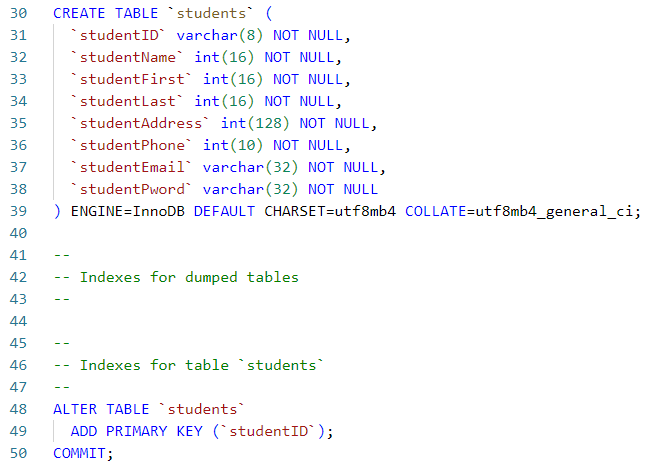 30 CREATE TABLE `students` (
31 `studentID` varchar(8) NOT NULL,
32 `studentName` int(16) NOT NULL,
33 `studentFirst` int(16) NOT NULL,
34 `studentLast` int(16) NOT NULL,
35 `studentAddress` int(128) NOT NULL,
36 `studentPhone` int(10) NOT NULL,
37 `studentEmail` varchar(32) NOT NULL,
38 `studentPword` varchar(32) NOT NULL
39 ) ENGINE=InnoDB DEFAULT CHARSET=utf8mb4 COLLATE=utf8mb4_general_ci;
40
41 --
42 -- Indexes for dumped tables
43 --
44
45 --
46 -- Indexes for table `students`
47 --
48 ALTER TABLE `students`
49 ADD PRIMARY KEY (`studentID`);
50 COMMIT;